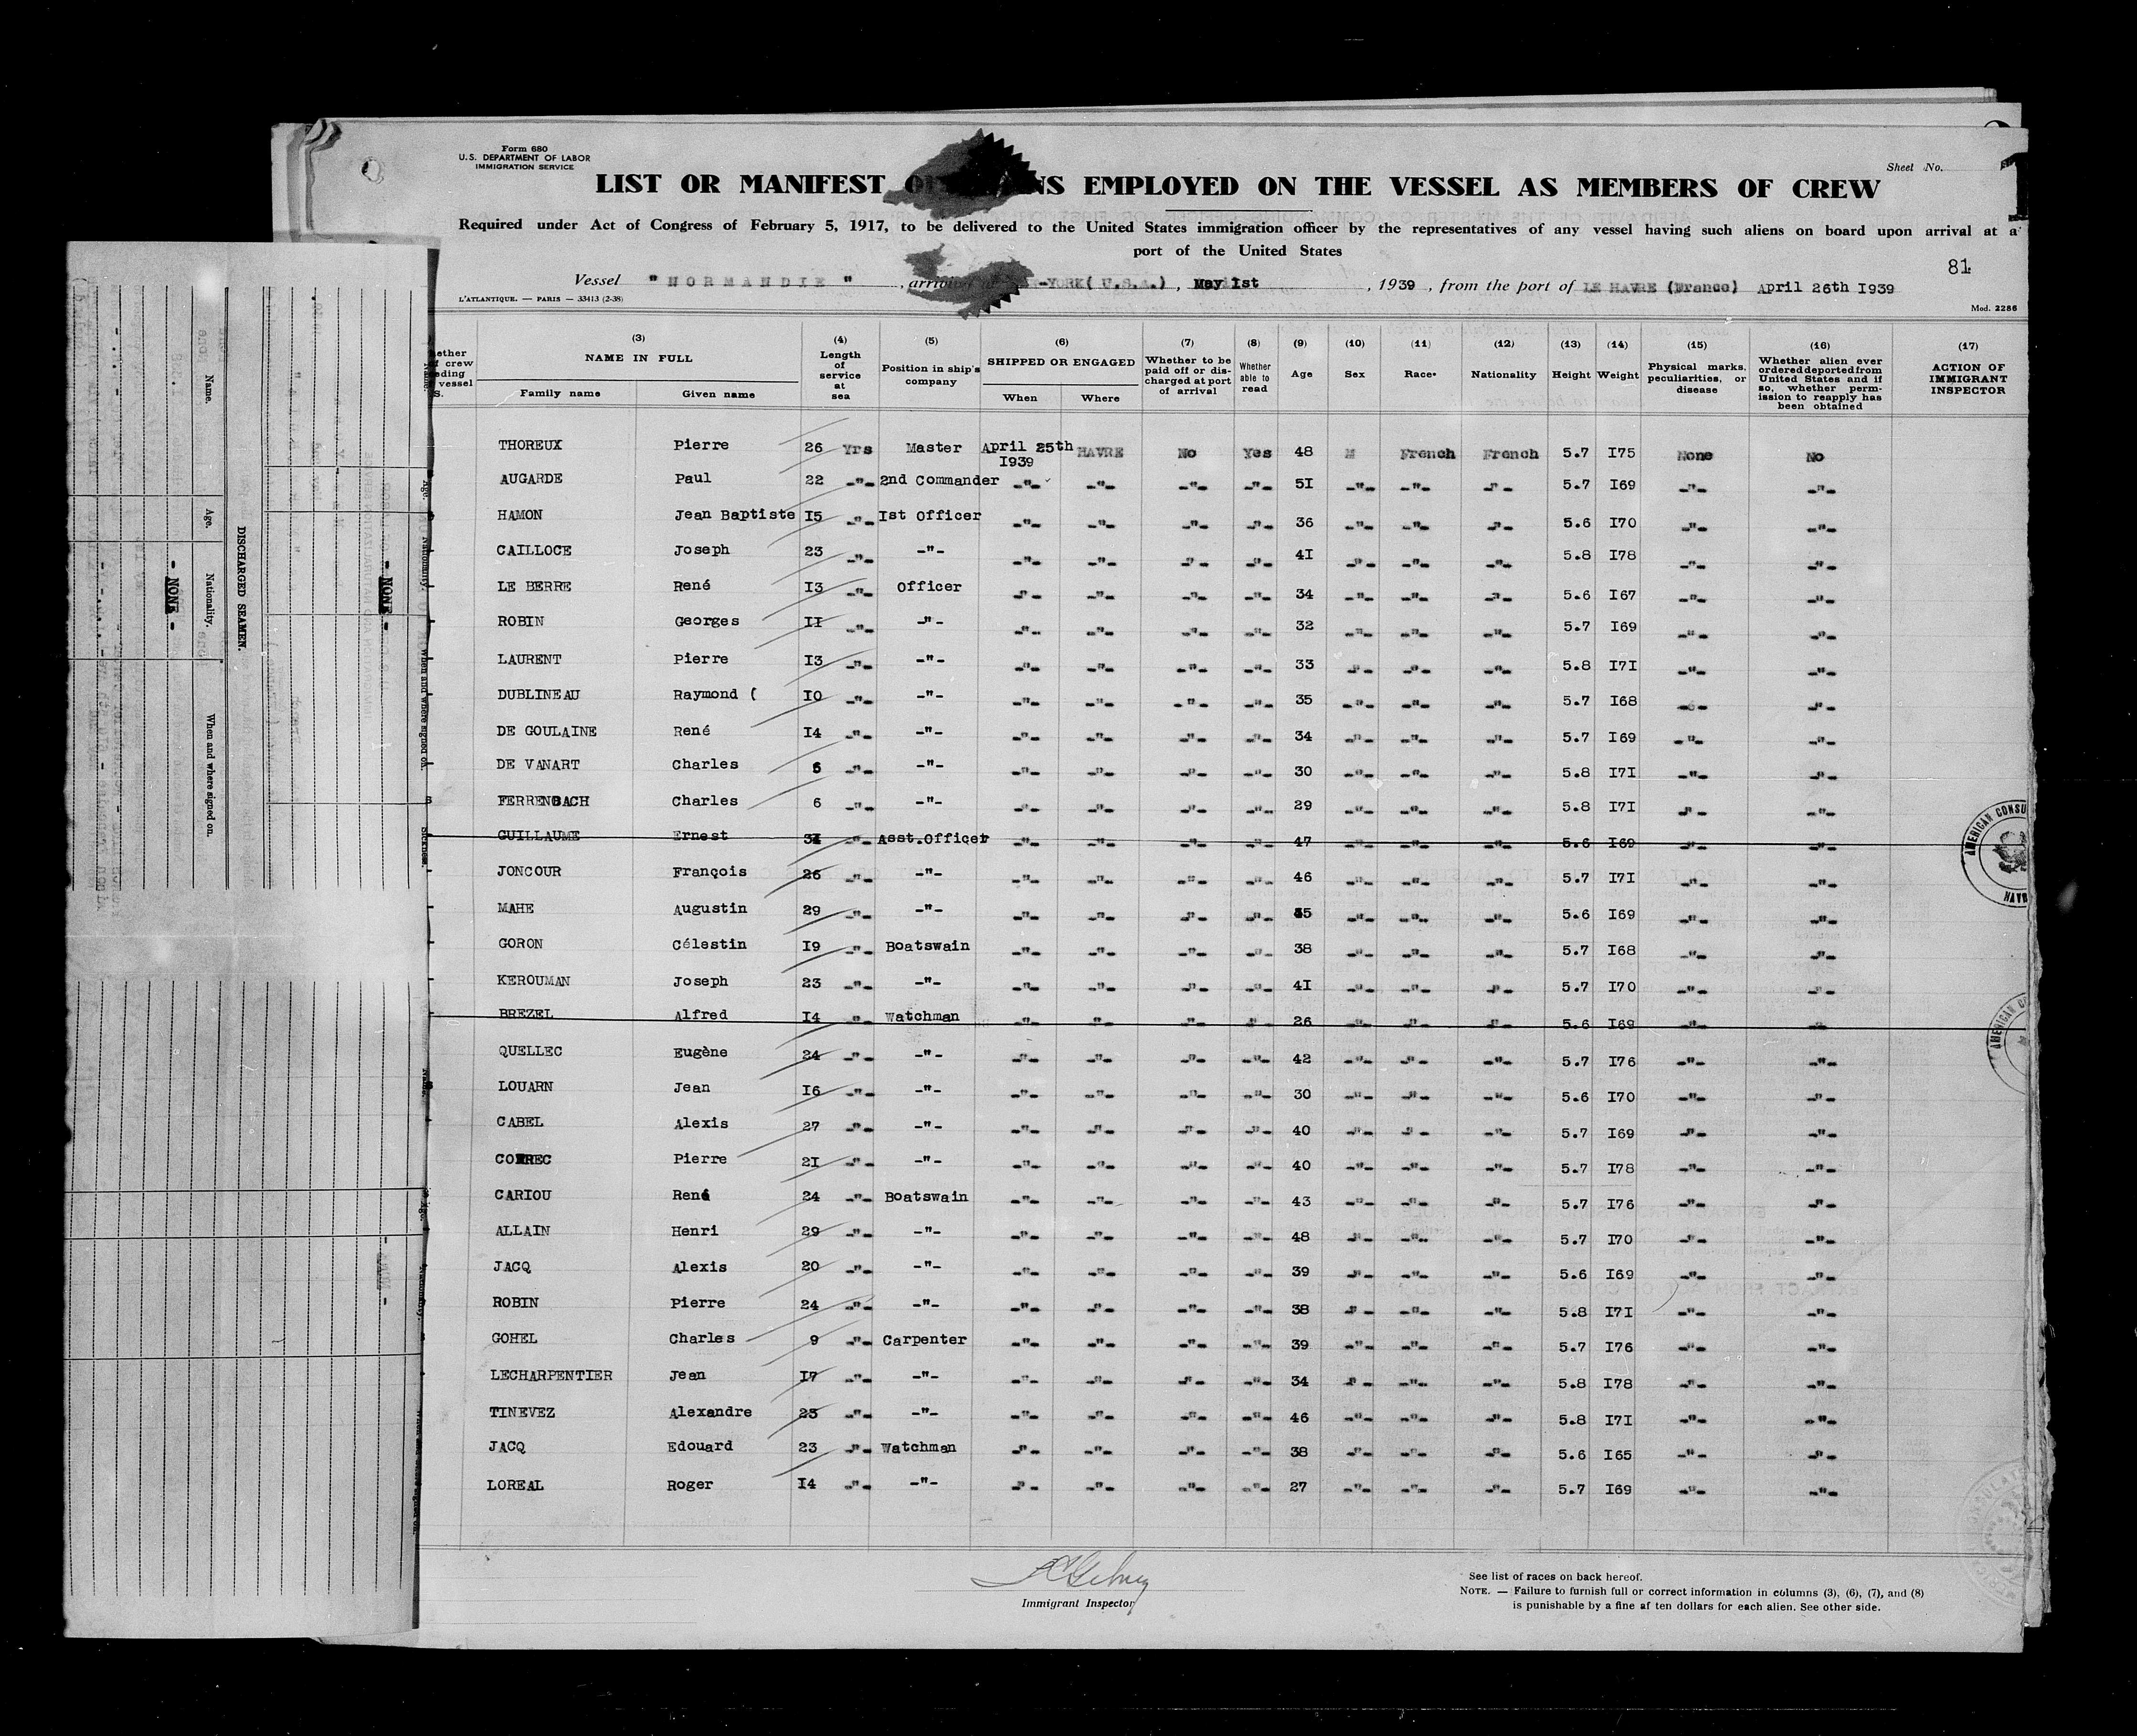 Form 680
U.S. DEPARTMENT OF LABOR
IMMIGRATION SERVICE
Sheet No.
LIST OR MANIFEST EMPLOYED ON THE VESSEL AS MEMBERS OF CREW
Required under Act of Congress of February 5, 1917, to be delivered to the United States immigration officer by the representatives of any vessel having such aliens on board upon arrival at a
port of the United States
81
Vessel "NORMANDIE", -YORK(U.S.A.), May 1st, 1939, from the port of LE HAVRE (France) April 26th I939
L'ATLANTIQUE. — PARIS — 33413 (2-38)
Mod. 2286
(3) NAME IN FULL Family name Given name
(4) Length of service at sea
(5) Position in ship's company
(6) SHIPPED OR ENGAGED When Where
(7) Whether to be paid off or discharged at port of arrival
(8) Whether able to read
(9) Age
(10) Sex
(11) Race*
(12) Nationality
(13) Height
(14) Weight
(15) Physical marks, peculiarities, or disease
(16) Whether alien ever ordered deported from United States and if so, whether permission to reapply has been obtained
(17) ACTION OF IMMIGRANT INSPECTOR
THOREUX Pierre 26 Yrs Master April 25th I939 HAVRE No Yes 48 M French French 5.7 I75 None No
AUGARDE Paul 22 -"- 2nd Commander -"- -"- -"- -"- 5I -"- -"- -"- 5.7 I69 -"- -"-
HAMON Jean Baptiste I5 -"- Ist Officer -"- -"- -"- -"- 36 -"- -"- -"- 5.6 I70 -"- -"-
CAILLOCE Joseph 23 -"- -"- -"- -"- -"- -"- 4I -"- -"- -"- 5.8 I78 -"- -"-
LE BERRE René I3 -"- Officer -"- -"- -"- -"- 34 -"- -"- -"- 5.6 I67 -"- -"-
ROBIN Georges II -"- -"- -"- -"- -"- -"- 32 -"- -"- -"- 5.7 I69 -"- -"-
LAURENT Pierre I3 -"- -"- -"- -"- -"- -"- 33 -"- -"- -"- 5.8 I7I -"- -"-
DUBLINEAU Raymond ( I0 -"- -"- -"- -"- -"- -"- 35 -"- -"- -"- 5.7 I68 -"- -"-
DE GOULAINE René I4 -"- -"- -"- -"- -"- -"- 34 -"- -"- -"- 5.7 I69 -"- -"-
DE VANART Charles 6 -"- -"- -"- -"- -"- -"- 30 -"- -"- -"- 5.8 I7I -"- -"-
FERRENBACH Charles 6 -"- -"- -"- -"- -"- -"- 29 -"- -"- -"- 5.8 I7I -"- -"-
GUILLAUME Ernest 3I -"- Asst.Officer -"- -"- -"- -"- 47 -"- -"- -"- 5.6 I69 -"- -"-
JONCOUR François 26 -"- -"- -"- -"- -"- -"- 46 -"- -"- -"- 5.7 I7I -"- -"-
MAHE Augustin 29 -"- -"- -"- -"- -"- -"- 45 -"- -"- -"- 5.6 I69 -"- -"-
GORON Célestin I9 -"- Boatswain -"- -"- -"- -"- 38 -"- -"- -"- 5.7 I68 -"- -"-
KEROUMAN Joseph 23 -"- -"- -"- -"- -"- -"- 4I -"- -"- -"- 5.7 I70 -"- -"-
BREZEL Alfred I4 -"- Watchman -"- -"- -"- -"- 26 -"- -"- -"- 5.6 I69 -"- -"-
QUELLEC Eugène 24 -"- -"- -"- -"- -"- -"- 42 -"- -"- -"- 5.7 I76 -"- -"-
LOUARN Jean I6 -"- -"- -"- -"- -"- -"- 30 -"- -"- -"- 5.6 I70 -"- -"-
CABEL Alexis 27 -"- -"- -"- -"- -"- -"- 40 -"- -"- -"- 5.7 I69 -"- -"-
CORREC Pierre 2I -"- -"- -"- -"- -"- -"- 40 -"- -"- -"- 5.7 I78 -"- -"-
CARIOU René 24 -"- Boatswain -"- -"- -"- -"- 43 -"- -"- -"- 5.7 I76 -"- -"-
ALLAIN Henri 29 -"- -"- -"- -"- -"- -"- 48 -"- -"- -"- 5.7 I70 -"- -"-
JACQ Alexis 20 -"- -"- -"- -"- -"- -"- 39 -"- -"- -"- 5.6 I69 -"- -"-
ROBIN Pierre 24 -"- -"- -"- -"- -"- -"- 38 -"- -"- -"- 5.8 I7I -"- -"-
GOHEL Charles 9 -"- Carpenter -"- -"- -"- -"- 39 -"- -"- -"- 5.7 I76 -"- -"-
LECHARPENTIER Jean I7 -"- -"- -"- -"- -"- -"- 34 -"- -"- -"- 5.8 I78 -"- -"-
TINEVEZ Alexandre 25 -"- -"- -"- -"- -"- -"- 46 -"- -"- -"- 5.8 I7I -"- -"-
JACQ Edouard 23 -"- Watchman -"- -"- -"- -"- 38 -"- -"- -"- 5.6 I65 -"- -"-
LOREAL Roger I4 -"- -"- -"- -"- -"- -"- 27 -"- -"- -"- 5.7 I69 -"- -"-
Immigrant Inspector
See list of races on back hereof.
NOTE. — Failure to furnish full or correct information in columns (3), (6), (7), and (8)
is punishable by a fine af ten dollars for each alien. See other side.
DISCHARGED SEAMEN.
Name. Age. Nationality. When and where signed on.
- NONE -
- NONE -
AMERICAN CONSU